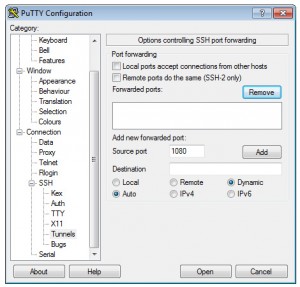 PuTTY Configuration
Category:
Keyboard
Bell
Features
Window
Appearance
Behaviour
Translation
Selection
Colours
Connection
Data
Proxy
Telnet
Rlogin
SSH
Kex
Auth
TTY
X11
Tunnels
Bugs
Serial
Options controlling SSH port forwarding
Port forwarding
Local ports accept connections from other hosts
Remote ports do the same (SSH-2 only)
Forwarded ports:
Remove
Add new forwarded port:
Source port 1080 Add
Destination
Local Remote Dynamic
Auto IPv4 IPv6
About Help Open Cancel